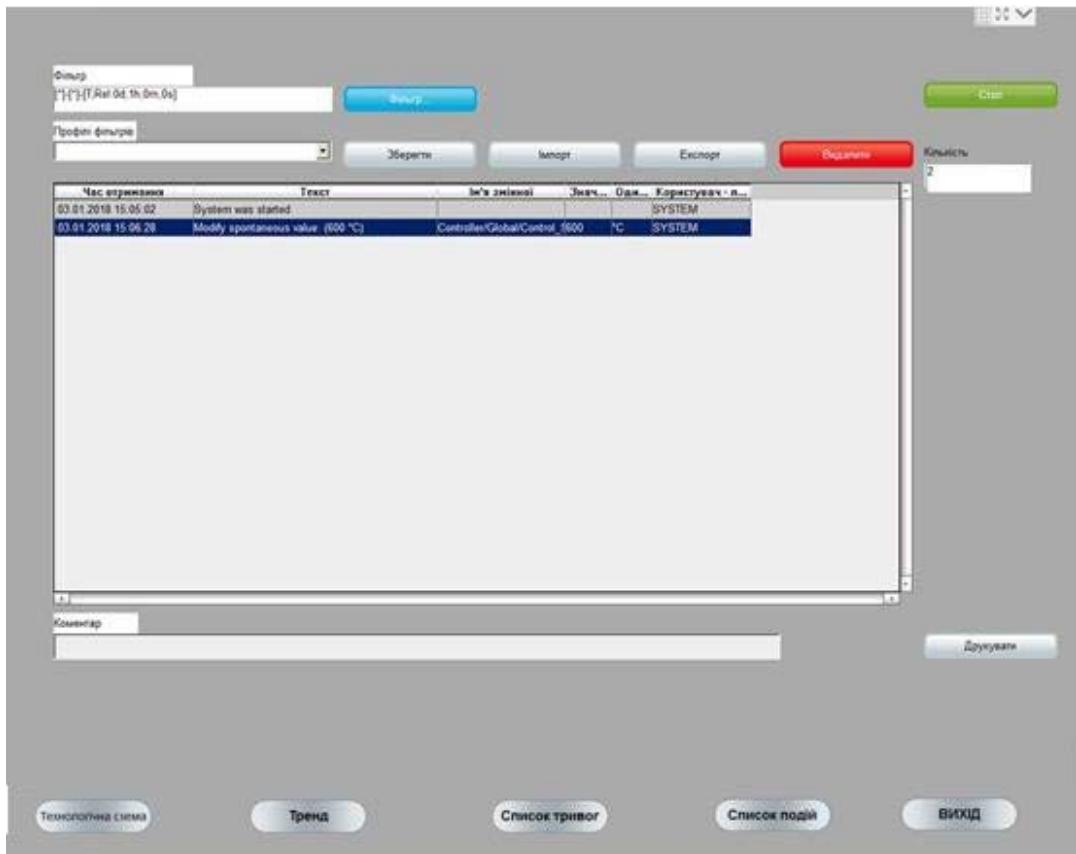 Фільтр
[*]-[*]-[T,Rel 0d,1h,0m,0s]
Фільтр...
Стоп
Профілі фільтрів
Зберегти
Імпорт
Експорт
Видалити
Кількість
2
Час отримання Текст Ім'я змінної Знач... Оди... Користувач - п...
03.01.2018 15:05:02 System was started SYSTEM
03.01.2018 15:06:28 Modify spontaneous value (600 °C) Controller/Global/Control_ 600 °C SYSTEM
Коментар
Друкувати
Технологічна схема
Тренд
Список тривог
Список подій
ВИХІД